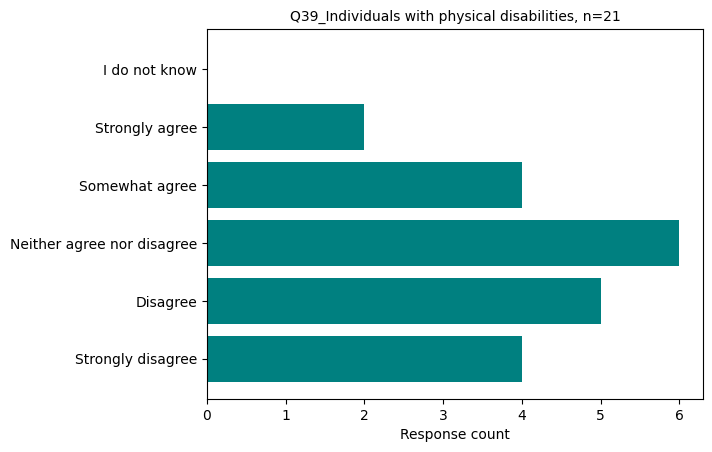 Q39_Individuals with physical disabilities, n=21
I do not know
Strongly agree
Somewhat agree
Neither agree nor disagree
Disagree
Strongly disagree
0 1 2 3 4 5 6
Response count